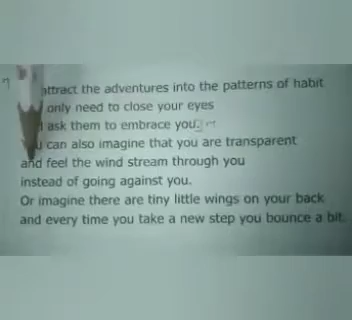 attract the adventures into the patterns of habit
only need to close your eyes
ask them to embrace you.
can also imagine that you are transparent
and feel the wind stream through you
instead of going against you.
Or imagine there are tiny little wings on your back
and every time you take a new step you bounce a bit.